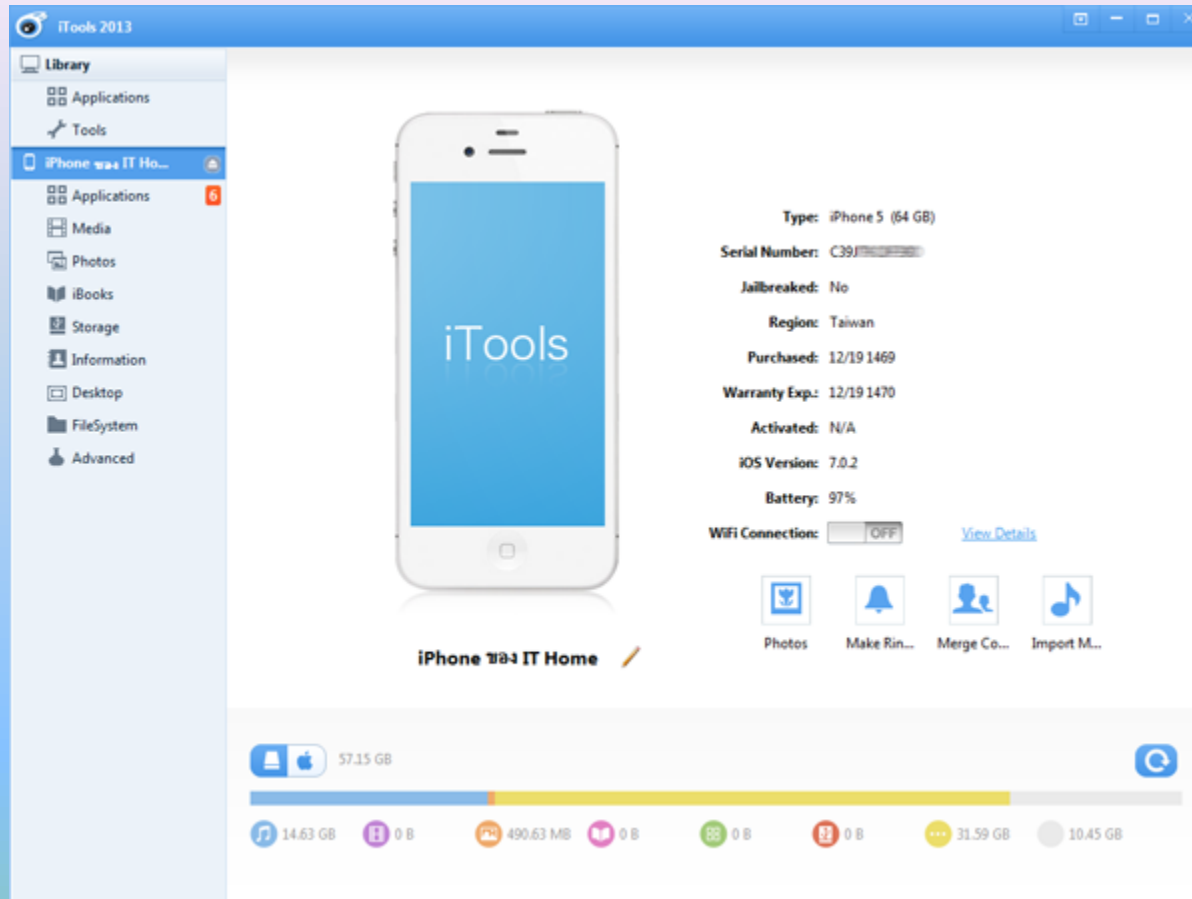 iTools 2013
Library
Applications
Tools
iPhone ของ IT Ho...
Applications 6
Media
Photos
iBooks
Storage
Information
Desktop
FileSystem
Advanced
iTools
iPhone ของ IT Home
Type: iPhone 5 (64 GB)
Serial Number: C39J
Jailbreaked: No
Region: Taiwan
Purchased: 12/19 1469
Warranty Exp.: 12/19 1470
Activated: N/A
iOS Version: 7.0.2
Battery: 97%
WiFi Connection: OFF View Details
Photos Make Rin... Merge Co... Import M...
57.15 GB
14.63 GB 0 B 490.63 MB 0 B 0 B 0 B 31.59 GB 10.45 GB